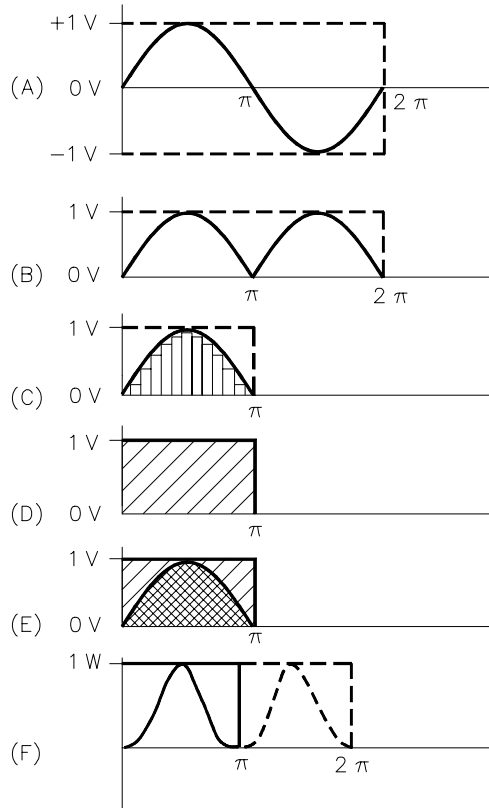 +1 V
(A) 0 V π 2 π
−1 V
1 V
(B) 0 V
π 2 π
1 V
(C) 0 V
π
1 V
(D) 0 V
π
1 V
(E) 0 V
π
1 W
(F)
π 2 π